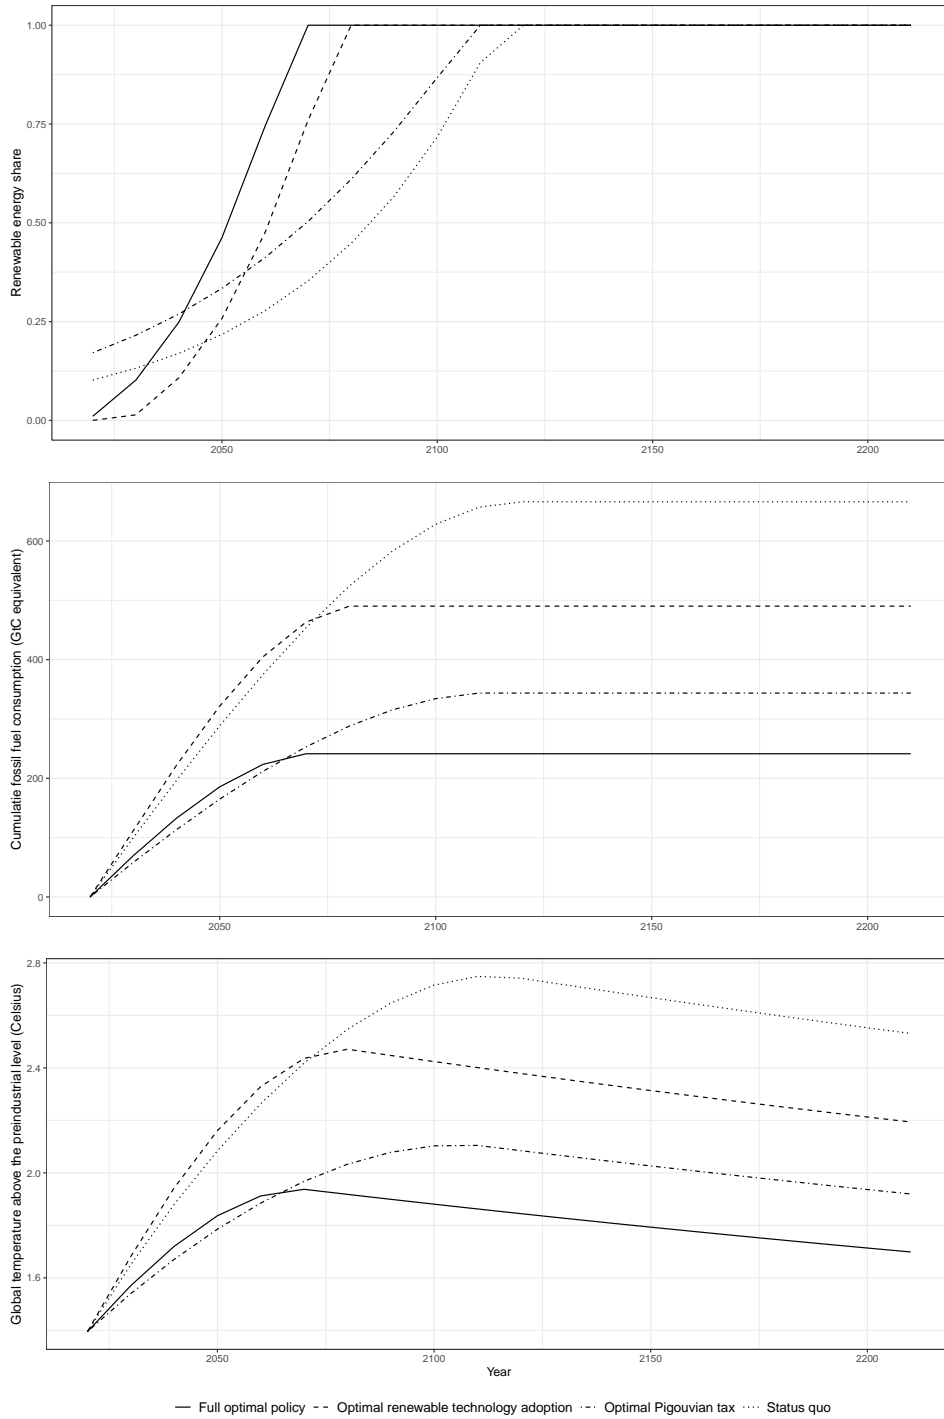 1.00
0.75
0.50
0.25
0.00
Renewable energy share
2050 2100 2150 2200
600
400
200
0
Cumulatie fossil fuel consumption (GtC equivalent)
2050 2100 2150 2200
2.8
2.4
2.0
1.6
Global temperature above the preindustrial level (Celsius)
2050 2100 2150 2200
Year
Full optimal policy Optimal renewable technology adoption Optimal Pigouvian tax Status quo